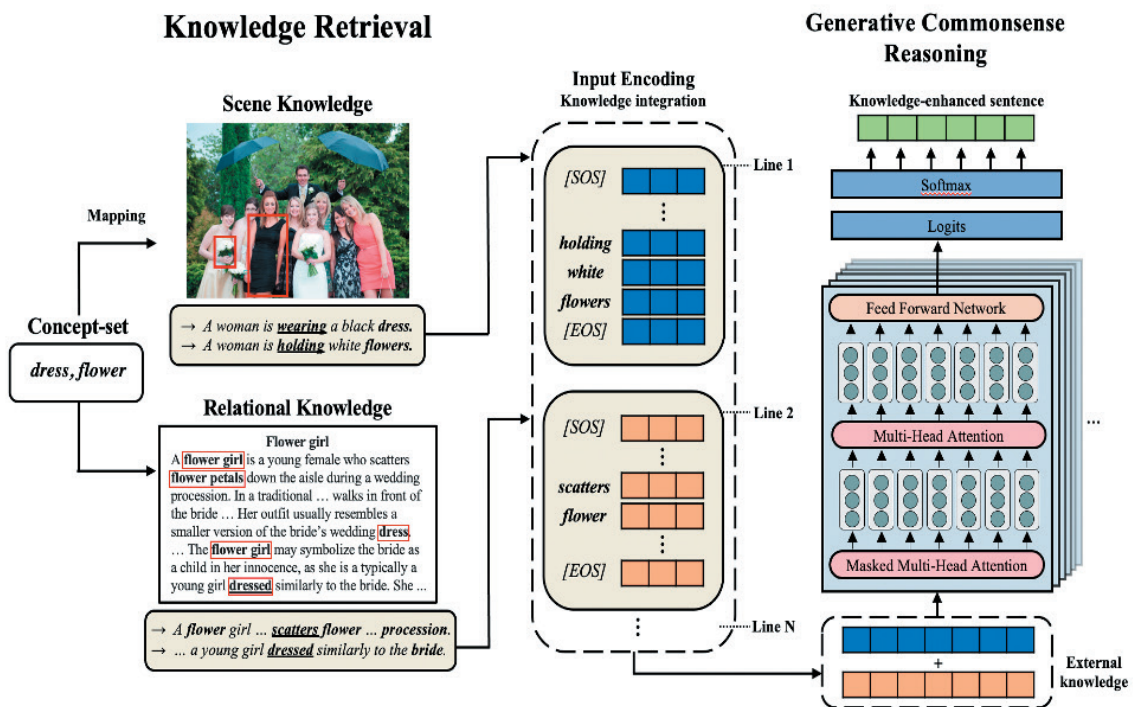 Knowledge Retrieval
Generative Commonsense
Reasoning
Scene Knowledge
Mapping
Concept-set
dress, flower
→ A woman is wearing a black dress.
→ A woman is holding white flowers.
Relational Knowledge
Flower girl
A flower girl is a young female who scatters
flower petals down the aisle during a wedding
procession. In a traditional ... walks in front of
the bride ... Her outfit usually resembles a
smaller version of the bride's wedding dress.
... The flower girl may symbolize the bride as
a child in her innocence, as she is a typically a
young girl dressed similarly to the bride. She ...
→ A flower girl ... scatters flower ... procession.
→ ... a young girl dressed similarly to the bride.
Input Encoding
Knowledge integration
Line 1
[SOS]
⋮
holding
white
flowers
[EOS]
Line 2
[SOS]
⋮
scatters
flower
⋮
[EOS]
Line N
⋮
Knowledge-enhanced sentence
Softmax
Logits
Feed Forward Network
Multi-Head Attention
...
Masked Multi-Head Attention
+
External
knowledge